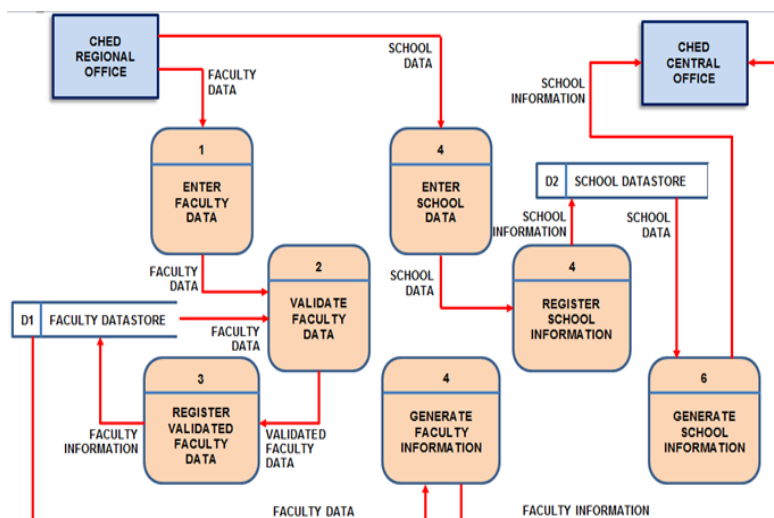 CHED
REGIONAL
OFFICE
SCHOOL
DATA
CHED
CENTRAL
OFFICE
FACULTY
DATA
SCHOOL
INFORMATION
1
ENTER
FACULTY
DATA
4
ENTER
SCHOOL
DATA
D2 SCHOOL DATASTORE
SCHOOL
INFORMATION
SCHOOL
DATA
FACULTY
DATA
2
VALIDATE
FACULTY
DATA
SCHOOL
DATA
4
REGISTER
SCHOOL
INFORMATION
D1 FACULTY DATASTORE
FACULTY
DATA
3
REGISTER
VALIDATED
FACULTY
DATA
FACULTY
INFORMATION
VALIDATED
FACULTY
DATA
4
GENERATE
FACULTY
INFORMATION
6
GENERATE
SCHOOL
INFORMATION
FACULTY DATA
FACULTY INFORMATION